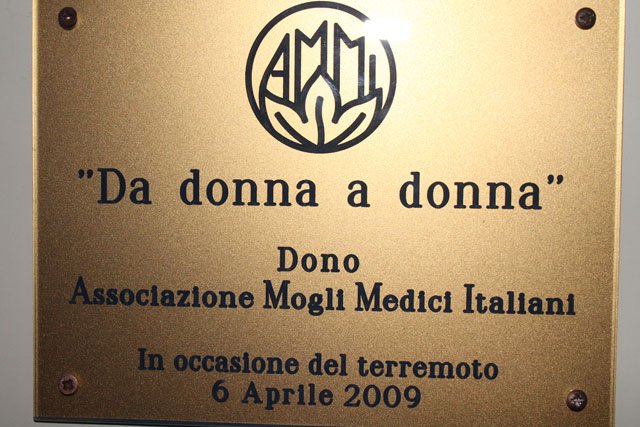 AMMI
"Da donna a donna"
Dono
Associazione Mogli Medici Italiani
In occasione del terremoto
6 Aprile 2009